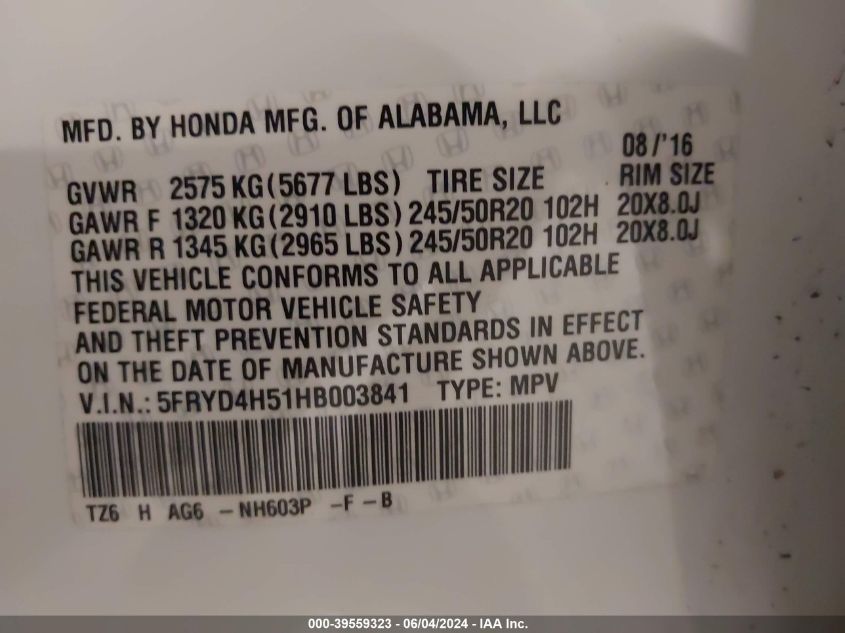 MFD. BY HONDA MFG. OF ALABAMA, LLC
08/'16
GVWR 2575 KG(5677 LBS) TIRE SIZE RIM SIZE
GAWR F 1320 KG(2910 LBS) 245/50R20 102H 20X8.0J
GAWR R 1345 KG(2965 LBS) 245/50R20 102H 20X8.0J
THIS VEHICLE CONFORMS TO ALL APPLICABLE
FEDERAL MOTOR VEHICLE SAFETY
AND THEFT PREVENTION STANDARDS IN EFFECT
ON THE DATE OF MANUFACTURE SHOWN ABOVE.
V.I.N.: 5FRYD4H51HB003841 TYPE: MPV
TZ6 H AG6 -NH603P -F -B
000-39559323 - 06/04/2024 - IAA Inc.